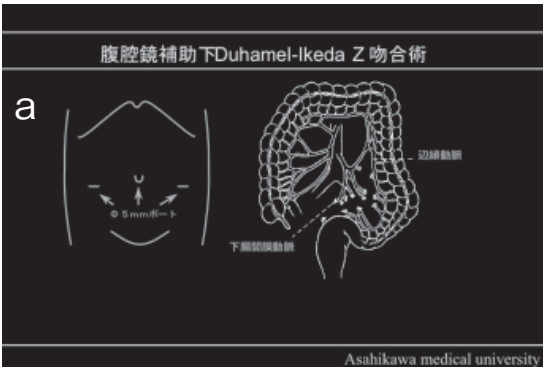 腹腔鏡補助下Duhamel-Ikeda Z吻合術
a
辺縁動脈
Φ5mmポート
下腸間膜動脈
Asahikawa medical university